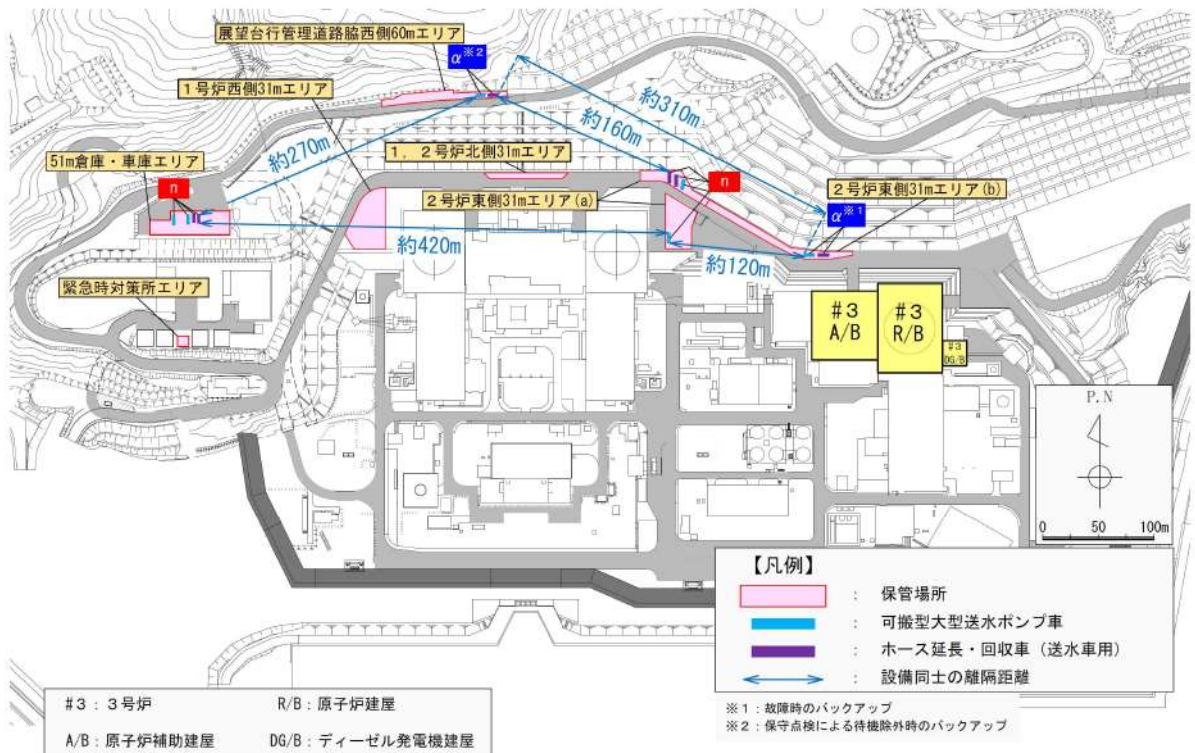 展望台行管理道路脇西側60mエリア
α※2
1号炉西側31mエリア
約310m
約160m
約270m
1，2号炉北側31mエリア
51m倉庫・車庫エリア
n
n
2号炉東側31mエリア(b)
2号炉東側31mエリア(a)
α※1
約420m
約120m
緊急時対策所エリア
#3
A/B
#3
R/B
#3
DG/B
P.N
0 50 100m
【凡例】
： 保管場所
： 可搬型大型送水ポンプ車
： ホース延長・回収車（送水車用）
： 設備同士の離隔距離
#3：3号炉 R/B：原子炉建屋
A/B：原子炉補助建屋 DG/B：ディーゼル発電機建屋
※1：故障時のバックアップ
※2：保守点検による待機除外時のバックアップ